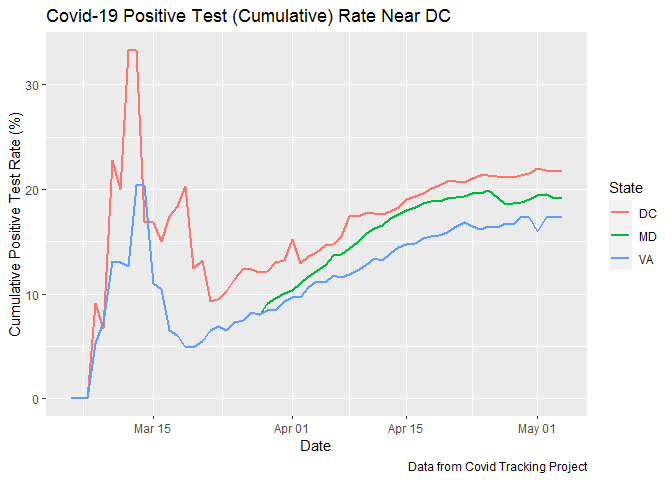 Covid-19 Positive Test (Cumulative) Rate Near DC
Cumulative Positive Test Rate (%)
30
20
10
0
Mar 15 Apr 01 Apr 15 May 01
Date
State
DC
MD
VA
Data from Covid Tracking Project